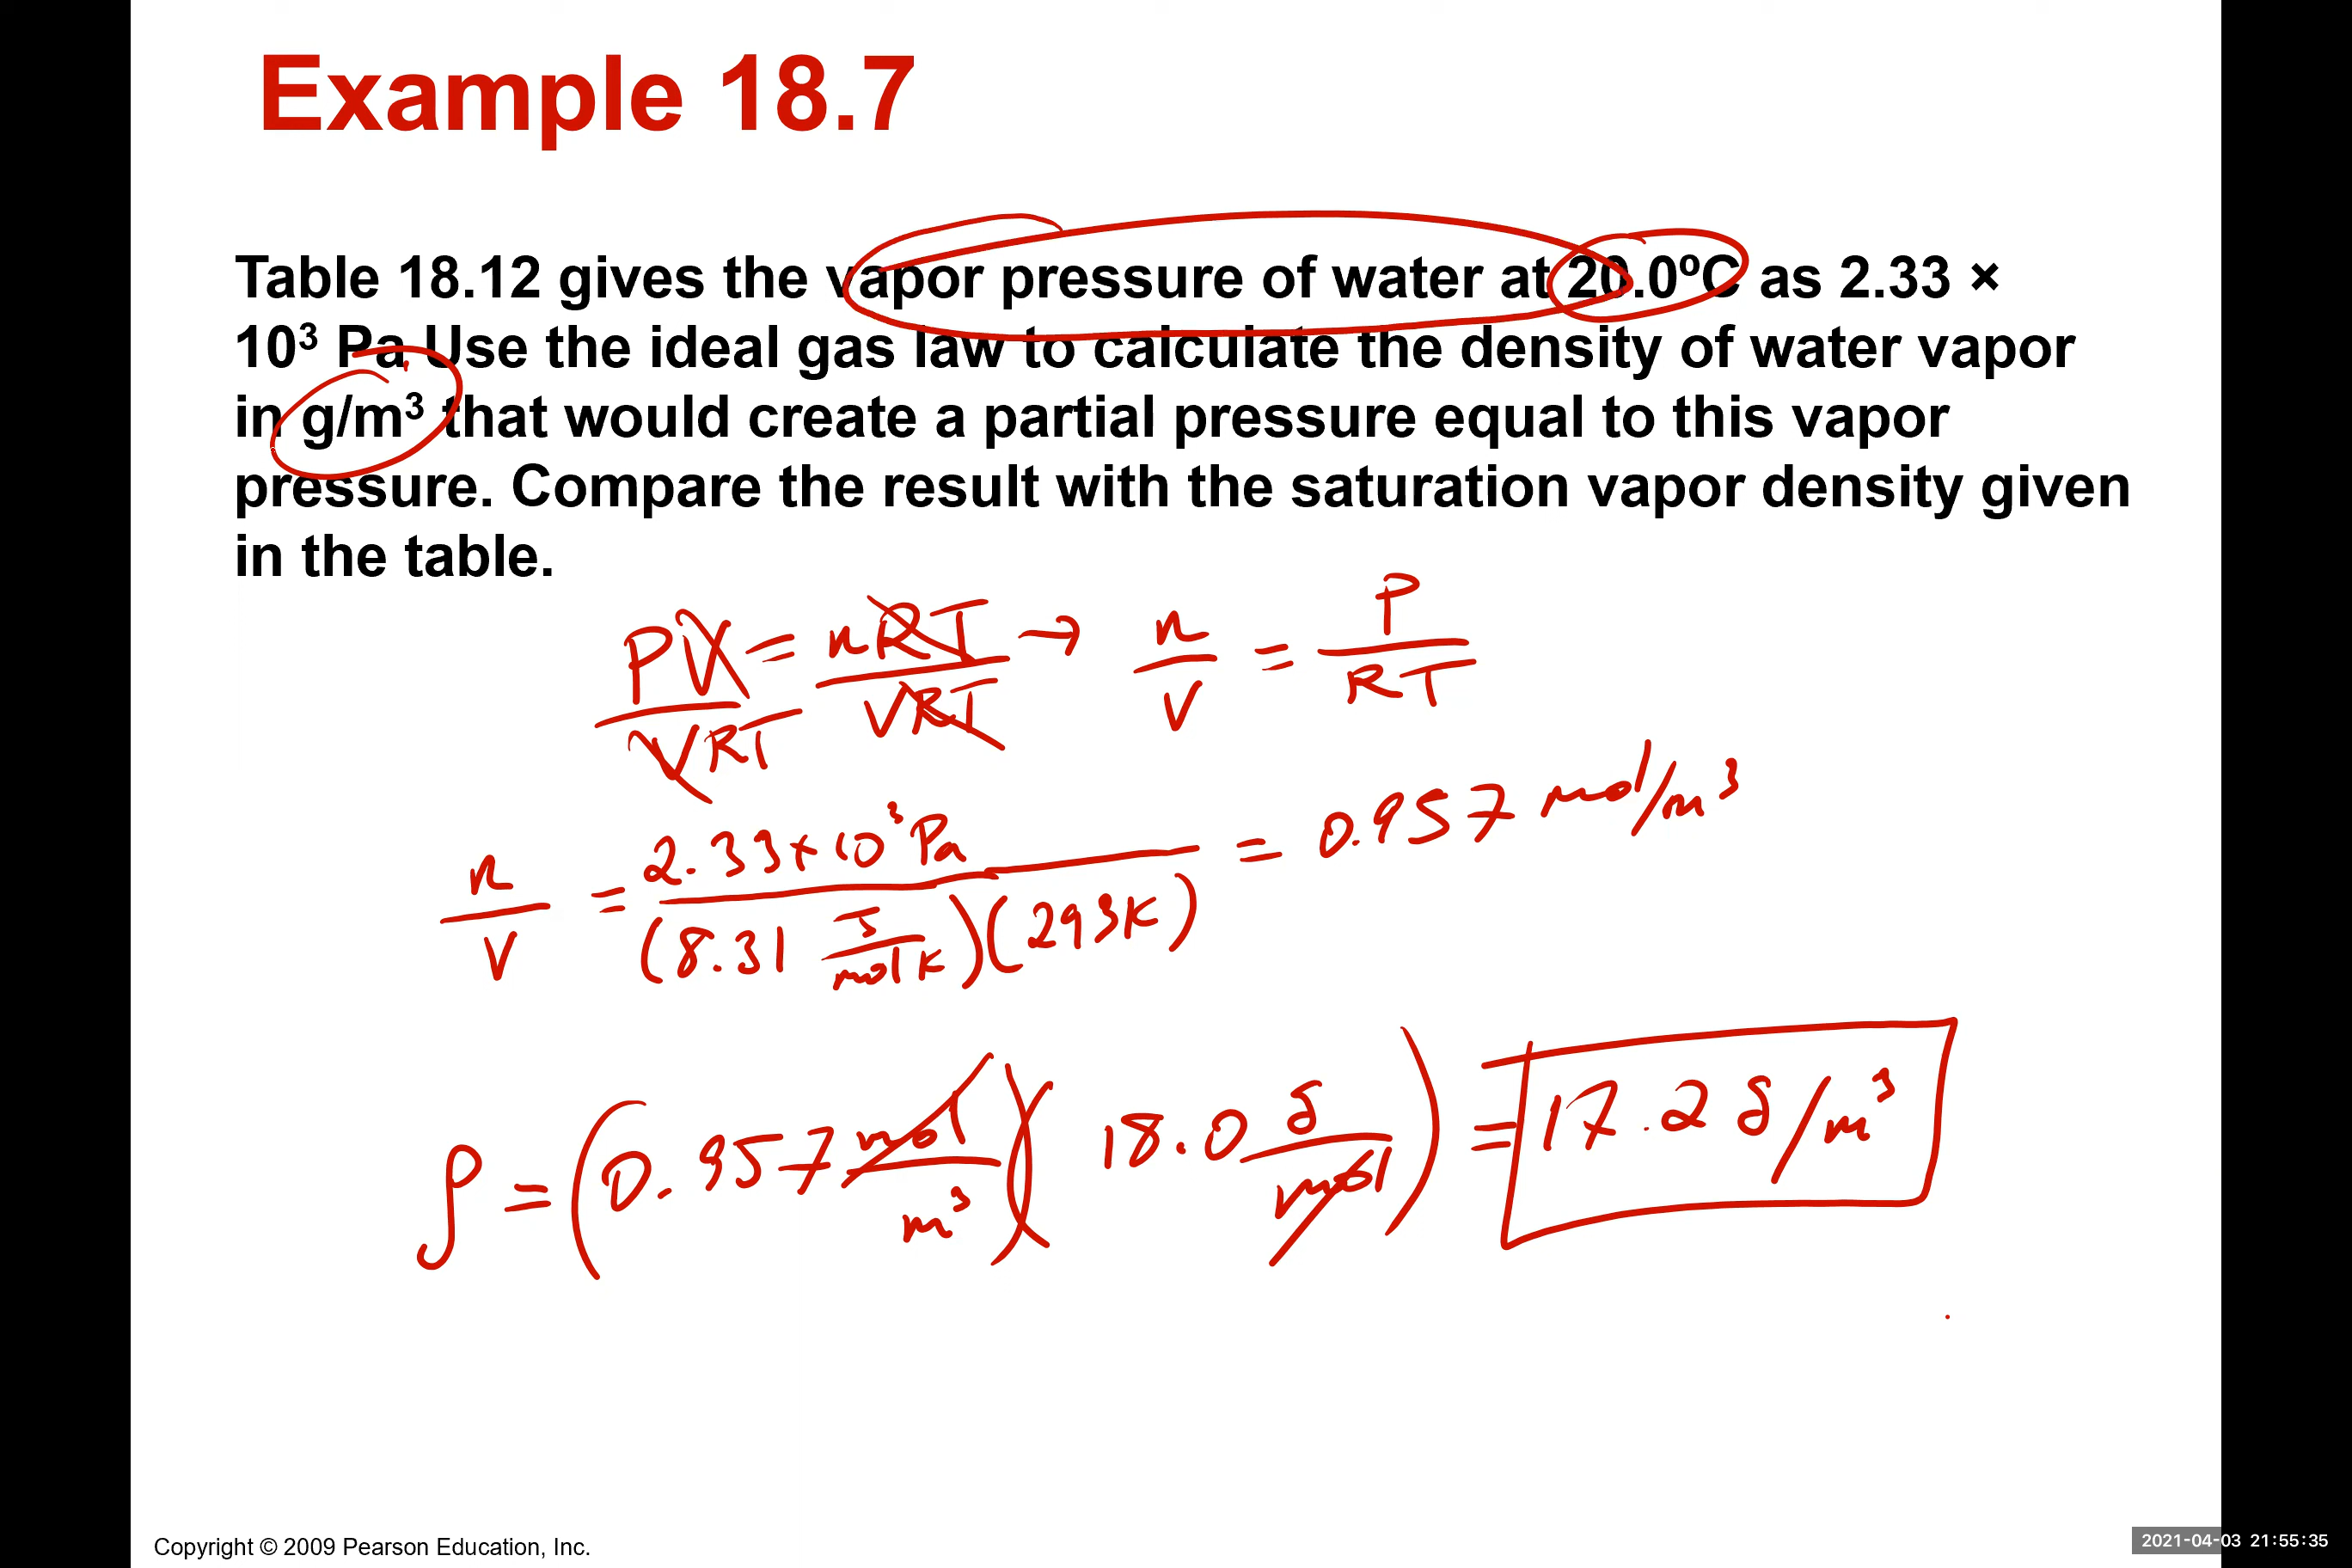 Example 18.7
Table 18.12 gives the vapor pressure of water at 20.0ºC as 2.33 ×
10³ Pa Use the ideal gas law to calculate the density of water vapor
in g/m³ that would create a partial pressure equal to this vapor
pressure. Compare the result with the saturation vapor density given
in the table.
PV/VRT = nRT/VRT → n/V = P/RT
n/V = 2.33×10³ Pa/(8.31 J/mol K)(293K) = 0.957 mol/m³
ρ = (0.957 mol/m³)(18.0 g/mol) = 17.2 g/m³
Copyright © 2009 Pearson Education, Inc.
2021-04-03 21:55:35